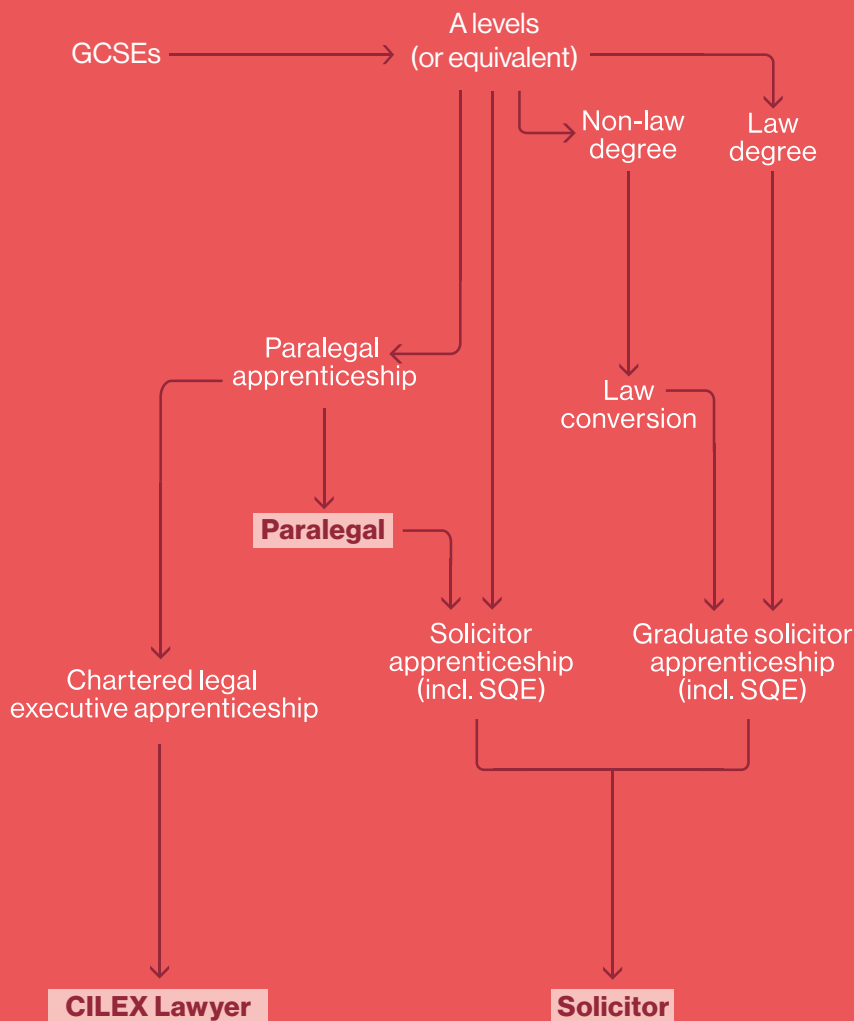 GCSEs
A levels
(or equivalent)
Non-law
degree
Law
degree
Paralegal
apprenticeship
Law
conversion
Paralegal
Solicitor
apprenticeship
(incl. SQE)
Graduate solicitor
apprenticeship
(incl. SQE)
Chartered legal
executive apprenticeship
CILEX Lawyer
Solicitor